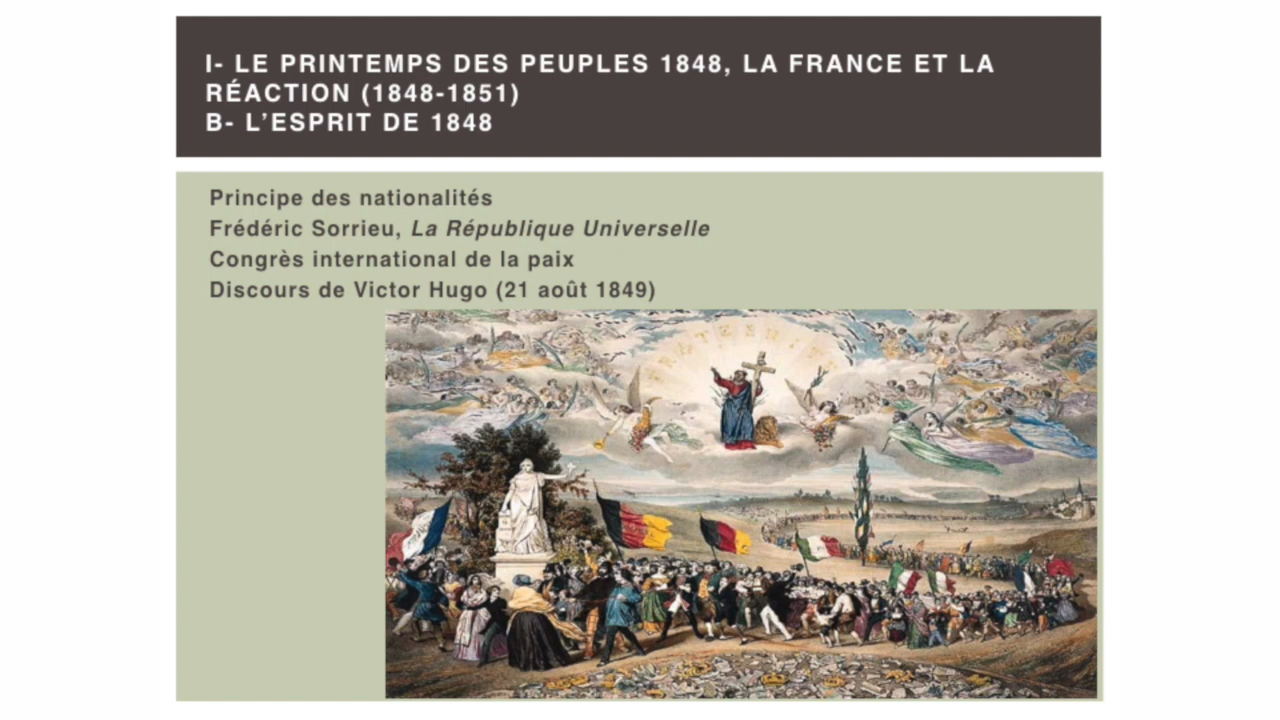 I- LE PRINTEMPS DES PEUPLES 1848, LA FRANCE ET LA
RÉACTION (1848-1851)
B- L'ESPRIT DE 1848
Principe des nationalités
Frédéric Sorrieu, La République Universelle
Congrès international de la paix
Discours de Victor Hugo (21 août 1849)
FRATERNITÉ